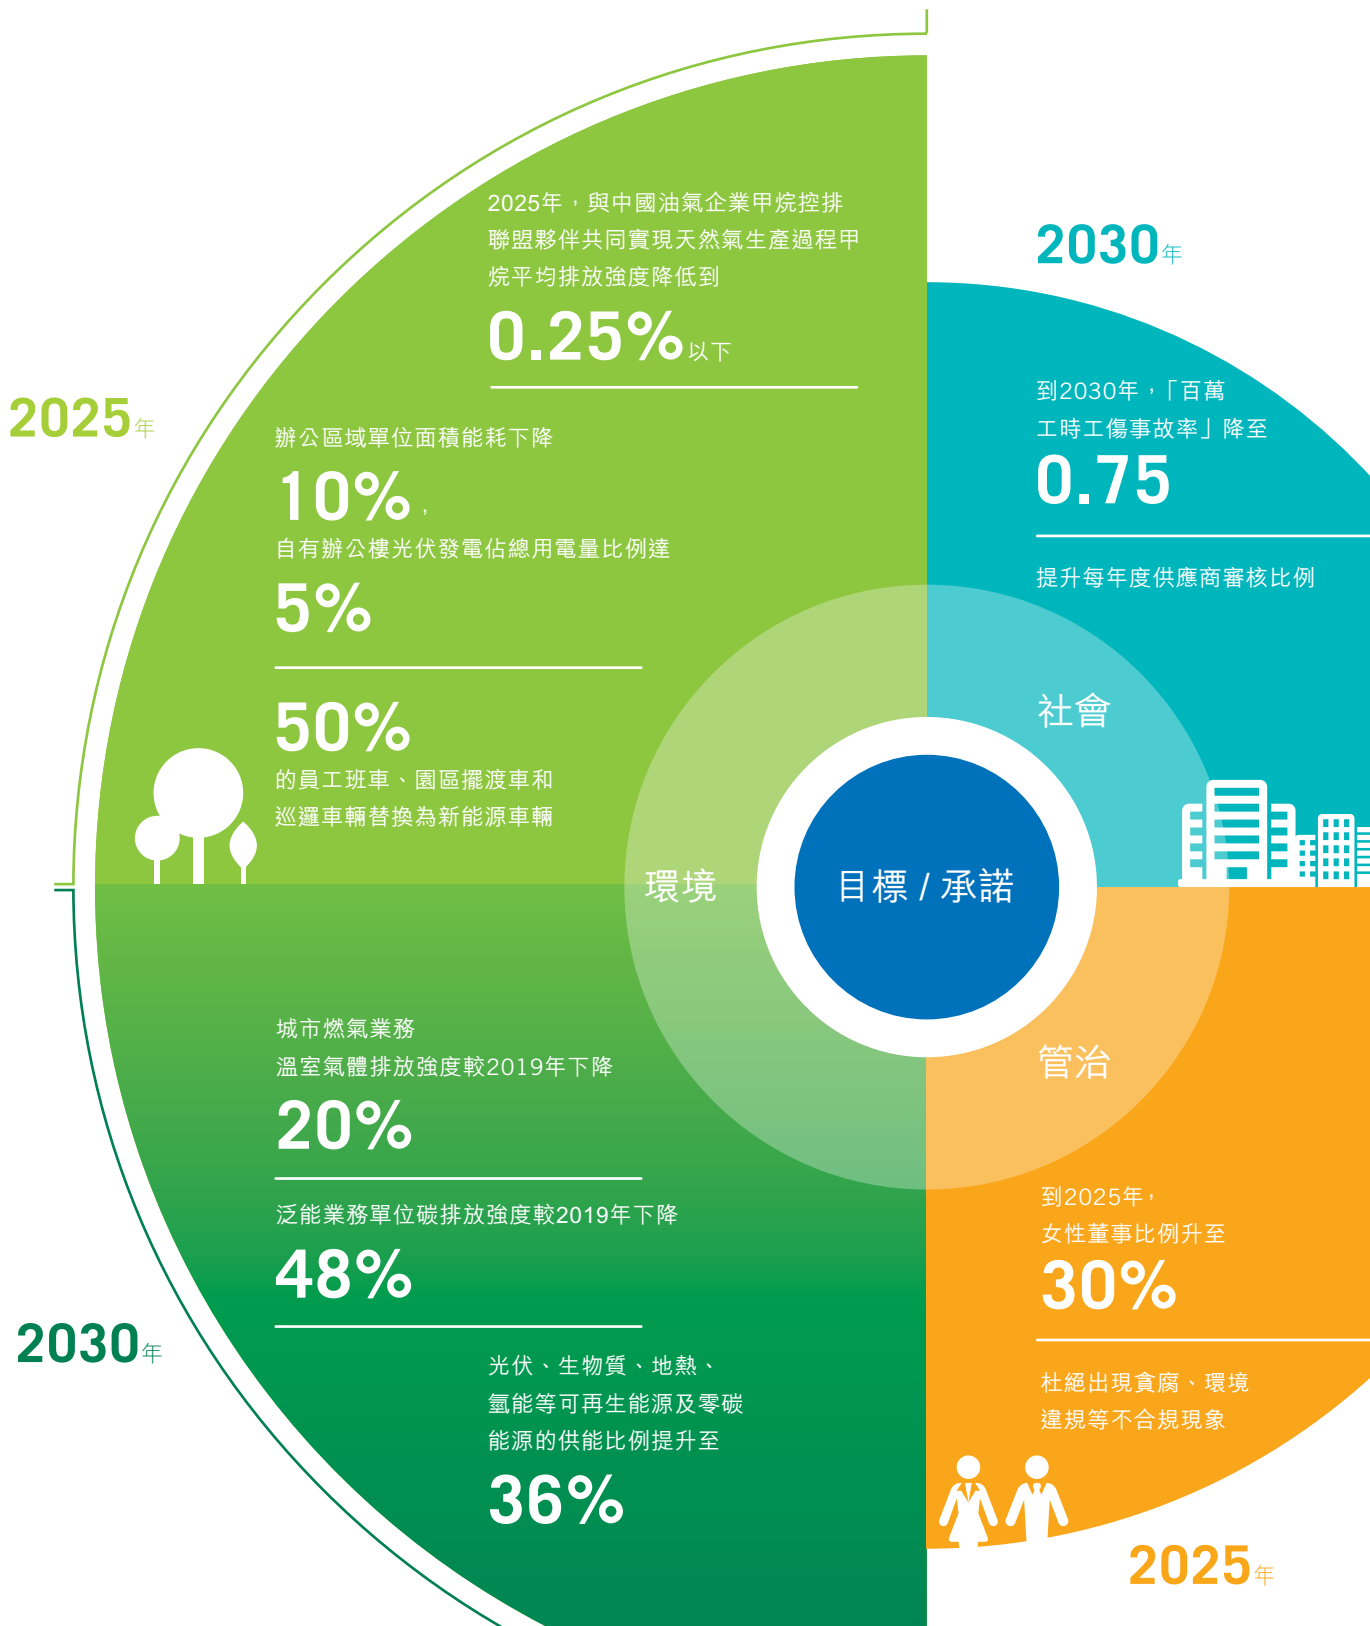 2025年，與中國油氣企業甲烷控排
聯盟夥伴共同實現天然氣生產過程甲
烷平均排放強度降低到
0.25%以下
2025年
辦公區域單位面積能耗下降
10%，
自有辦公樓光伏發電佔總用電量比例達
5%
50%
的員工班車、園區擺渡車和
巡邏車輛替換為新能源車輛
環境
目標 / 承諾
城市燃氣業務
溫室氣體排放強度較2019年下降
20%
泛能業務單位碳排放強度較2019年下降
48%
2030年
光伏、生物質、地熱、
氫能等可再生能源及零碳
能源的供能比例提升至
36%
2030年
到2030年，「百萬
工時工傷事故率」降至
0.75
提升每年度供應商審核比例
社會
管治
到2025年，
女性董事比例升至
30%
杜絕出現貪腐、環境
違規等不合規現象
2025年